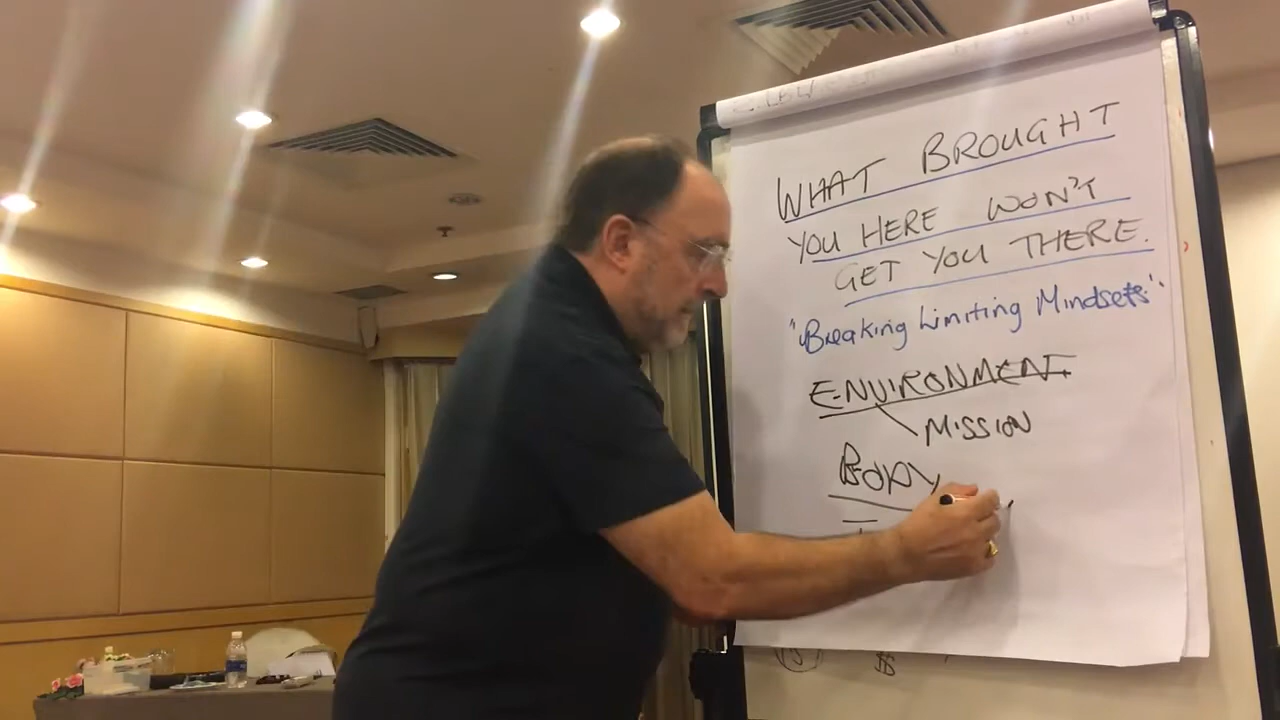 WHAT BROUGHT
YOU HERE WON'T
GET YOU THERE.
"Breaking Limiting Mindsets"
ENVIRONMENT
MISSION
BODY
$